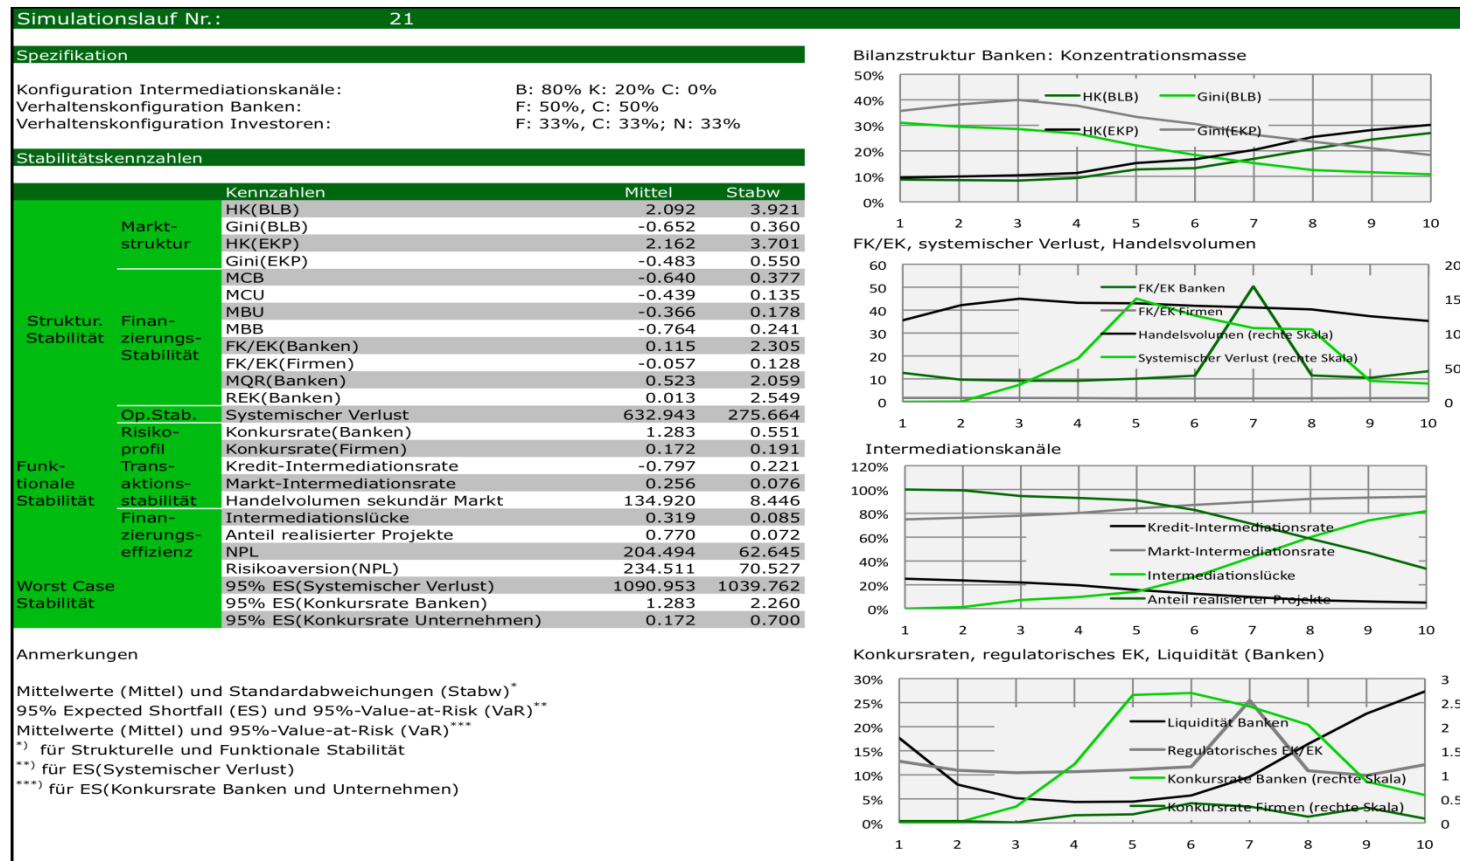 Simulationslauf Nr.: 21
Spezifikation
Konfiguration Intermediationskanäle: B: 80% K: 20% C: 0%
Verhaltenskonfiguration Banken: F: 50%, C: 50%
Verhaltenskonfiguration Investoren: F: 33%, C: 33%; N: 33%
Stabilitätskennzahlen
Kennzahlen Mittel Stabw
HK(BLB) 2.092 3.921
Markt- Gini(BLB) -0.652 0.360
struktur HK(EKP) 2.162 3.701
Gini(EKP) -0.483 0.550
MCB -0.640 0.377
MCU -0.439 0.135
MBU -0.366 0.178
Struktur. Finan- MBB -0.764 0.241
Stabilität zierungs- FK/EK(Banken) 0.115 2.305
Stabilität FK/EK(Firmen) -0.057 0.128
MQR(Banken) 0.523 2.059
REK(Banken) 0.013 2.549
Op.Stab. Systemischer Verlust 632.943 275.664
Risiko- Konkursrate(Banken) 1.283 0.551
profil Konkursrate(Firmen) 0.172 0.191
Funk- Trans- Kredit-Intermediationsrate -0.797 0.221
tionale aktions- Markt-Intermediationsrate 0.256 0.076
Stabilität stabilität Handelvolumen sekundär Markt 134.920 8.446
Finan- Intermediationslücke 0.319 0.085
zierungs- Anteil realisierter Projekte 0.770 0.072
effizienz NPL 204.494 62.645
Risikoaversion(NPL) 234.511 70.527
Worst Case 95% ES(Systemischer Verlust) 1090.953 1039.762
Stabilität 95% ES(Konkursrate Banken) 1.283 2.260
95% ES(Konkursrate Unternehmen) 0.172 0.700
Anmerkungen
Mittelwerte (Mittel) und Standardabweichungen (Stabw)*
95% Expected Shortfall (ES) und 95%-Value-at-Risk (VaR)**
Mittelwerte (Mittel) und 95%-Value-at-Risk (VaR)***
*) für Strukturelle und Funktionale Stabilität
**) für ES(Systemischer Verlust)
***) für ES(Konkursrate Banken und Unternehmen)
Bilanzstruktur Banken: Konzentrationsmasse
50%
40%
30%
20%
10%
0%
HK(BLB) Gini(BLB)
HK(EKP) Gini(EKP)
1 2 3 4 5 6 7 8 9 10
FK/EK, systemischer Verlust, Handelsvolumen
60
50
40
30
20
10
0
FK/EK Banken
FK/EK Firmen
Handelsvolumen (rechte Skala)
Systemischer Verlust (rechte Skala)
20
15
10
50
0
1 2 3 4 5 6 7 8 9 10
Intermediationskanäle
120%
100%
80%
60%
40%
20%
0%
Kredit-Intermediationsrate
Markt-Intermediationsrate
Intermediationslücke
Anteil realisierter Projekte
1 2 3 4 5 6 7 8 9 10
Konkursraten, regulatorisches EK, Liquidität (Banken)
30%
25%
20%
15%
10%
5%
0%
Liquidität Banken
Regulatorisches EK/EK
Konkursrate Banken (rechte Skala)
Konkursrate Firmen (rechte Skala)
3
2.5
2
1.5
1
0.5
0
1 2 3 4 5 6 7 8 9 10